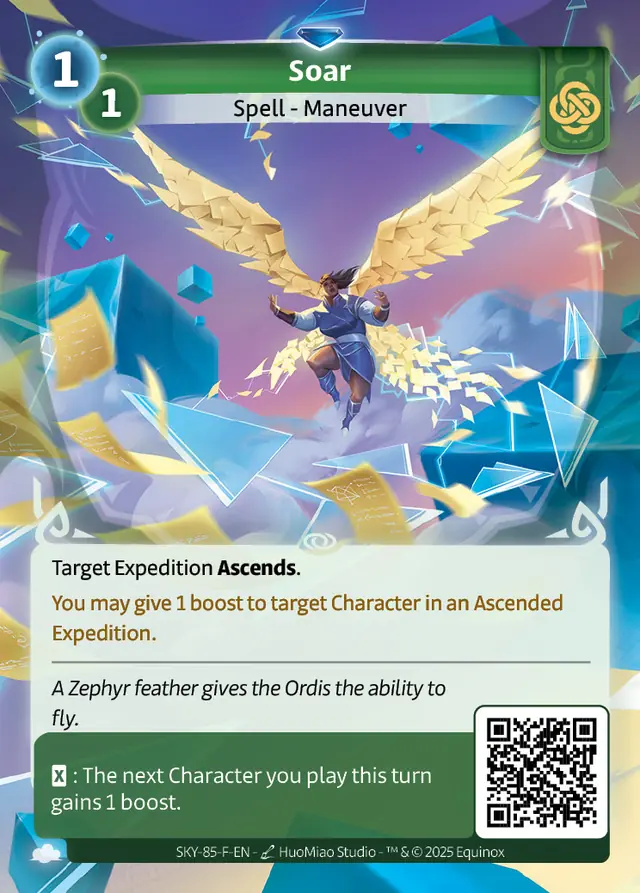 1
Soar
1
Spell - Maneuver
Target Expedition Ascends.
You may give 1 boost to target Character in an Ascended
Expedition.
A Zephyr feather gives the Ordis the ability to
fly.
X : The next Character you play this turn
gains 1 boost.
SKY-85-F-EN - HuoMiao Studio - ™ & © 2025 Equinox